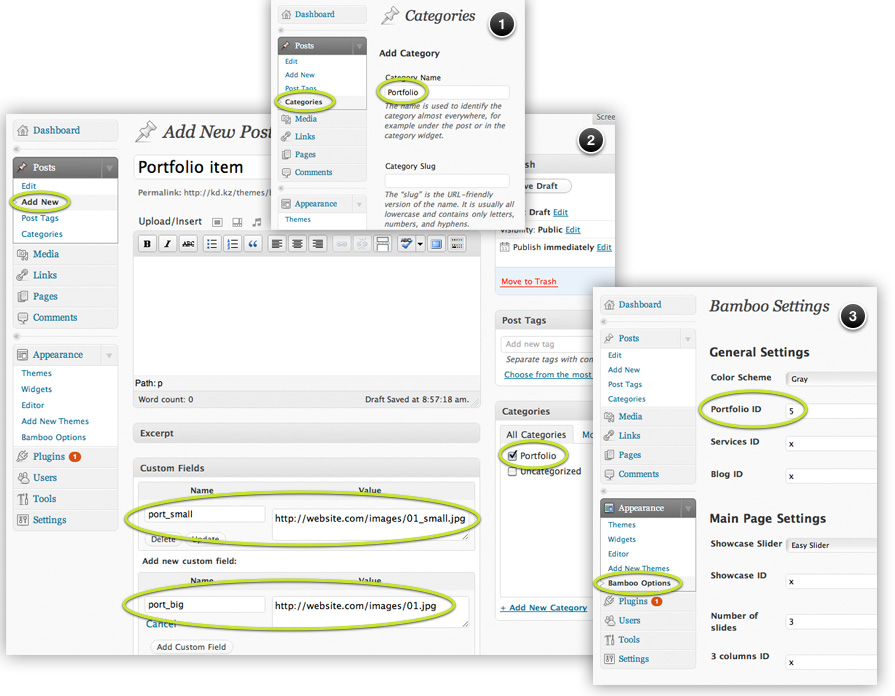 Dashboard
Categories
1
Posts
Add Category
Edit
Add New
Category Name
Post Tags
Portfolio
Categories
The name is used to identify the
category almost everywhere, for
example under the post or in the
category widget.
Media
Links
Pages
Category Slug
Comments
The "slug" is the URL-friendly
version of the name. It is usually all
lowercase and contains only letters,
numbers, and hyphens.
Appearance
Themes
Dashboard
Posts
Edit
Add New
Post Tags
Categories
Media
Links
Pages
Comments
Appearance
Themes
Widgets
Editor
Add New Themes
Bamboo Options
Plugins 1
Users
Tools
Settings
Add New Post
Portfolio item
Permalink: http://kd.kz/themes/
Upload/Insert
B I ABC
ABC
Path: p
Word count: 0 Draft Saved at 8:57:18 am.
Excerpt
Custom Fields
Name Value
port_small http://website.com/images/01_small.jpg
Delete Update
Add new custom field:
Name Value
port_big http://website.com/images/01.jpg
Cancel
Add Custom Field
Scree
2
sh
ve Draft
Draft Edit
Visibility: Public Edit
Publish immediately Edit
Move to Trash
Post Tags
Add new tag
Separate tags with com
Choose from the most
Categories
All Categories Mo
Portfolio
Uncategorized
+ Add New Category
Dashboard
Posts
Edit
Add New
Post Tags
Categories
Media
Links
Pages
Comments
Appearance
Themes
Widgets
Editor
Add New Themes
Bamboo Options
Plugins 1
Users
Tools
Settings
Bamboo Settings
3
General Settings
Color Scheme Gray
Portfolio ID 5
Services ID x
Blog ID x
Main Page Settings
Showcase Slider Easy Slider
Showcase ID x
Number of
slides 3
3 columns ID x